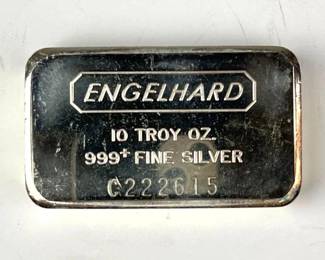 ENGELHARD
10 TROY OZ.
999+ FINE SILVER
C222615